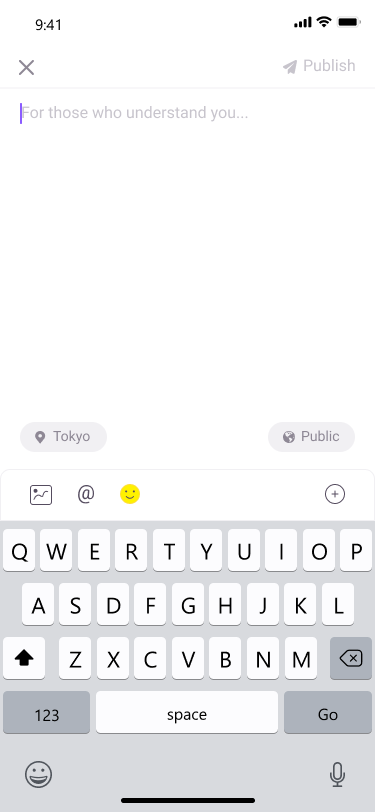 9:41
Publish
For those who understand you...
Tokyo
Public
@
Q W E R T Y U I O P
A S D F G H J K L
Z X C V B N M
123 space Go